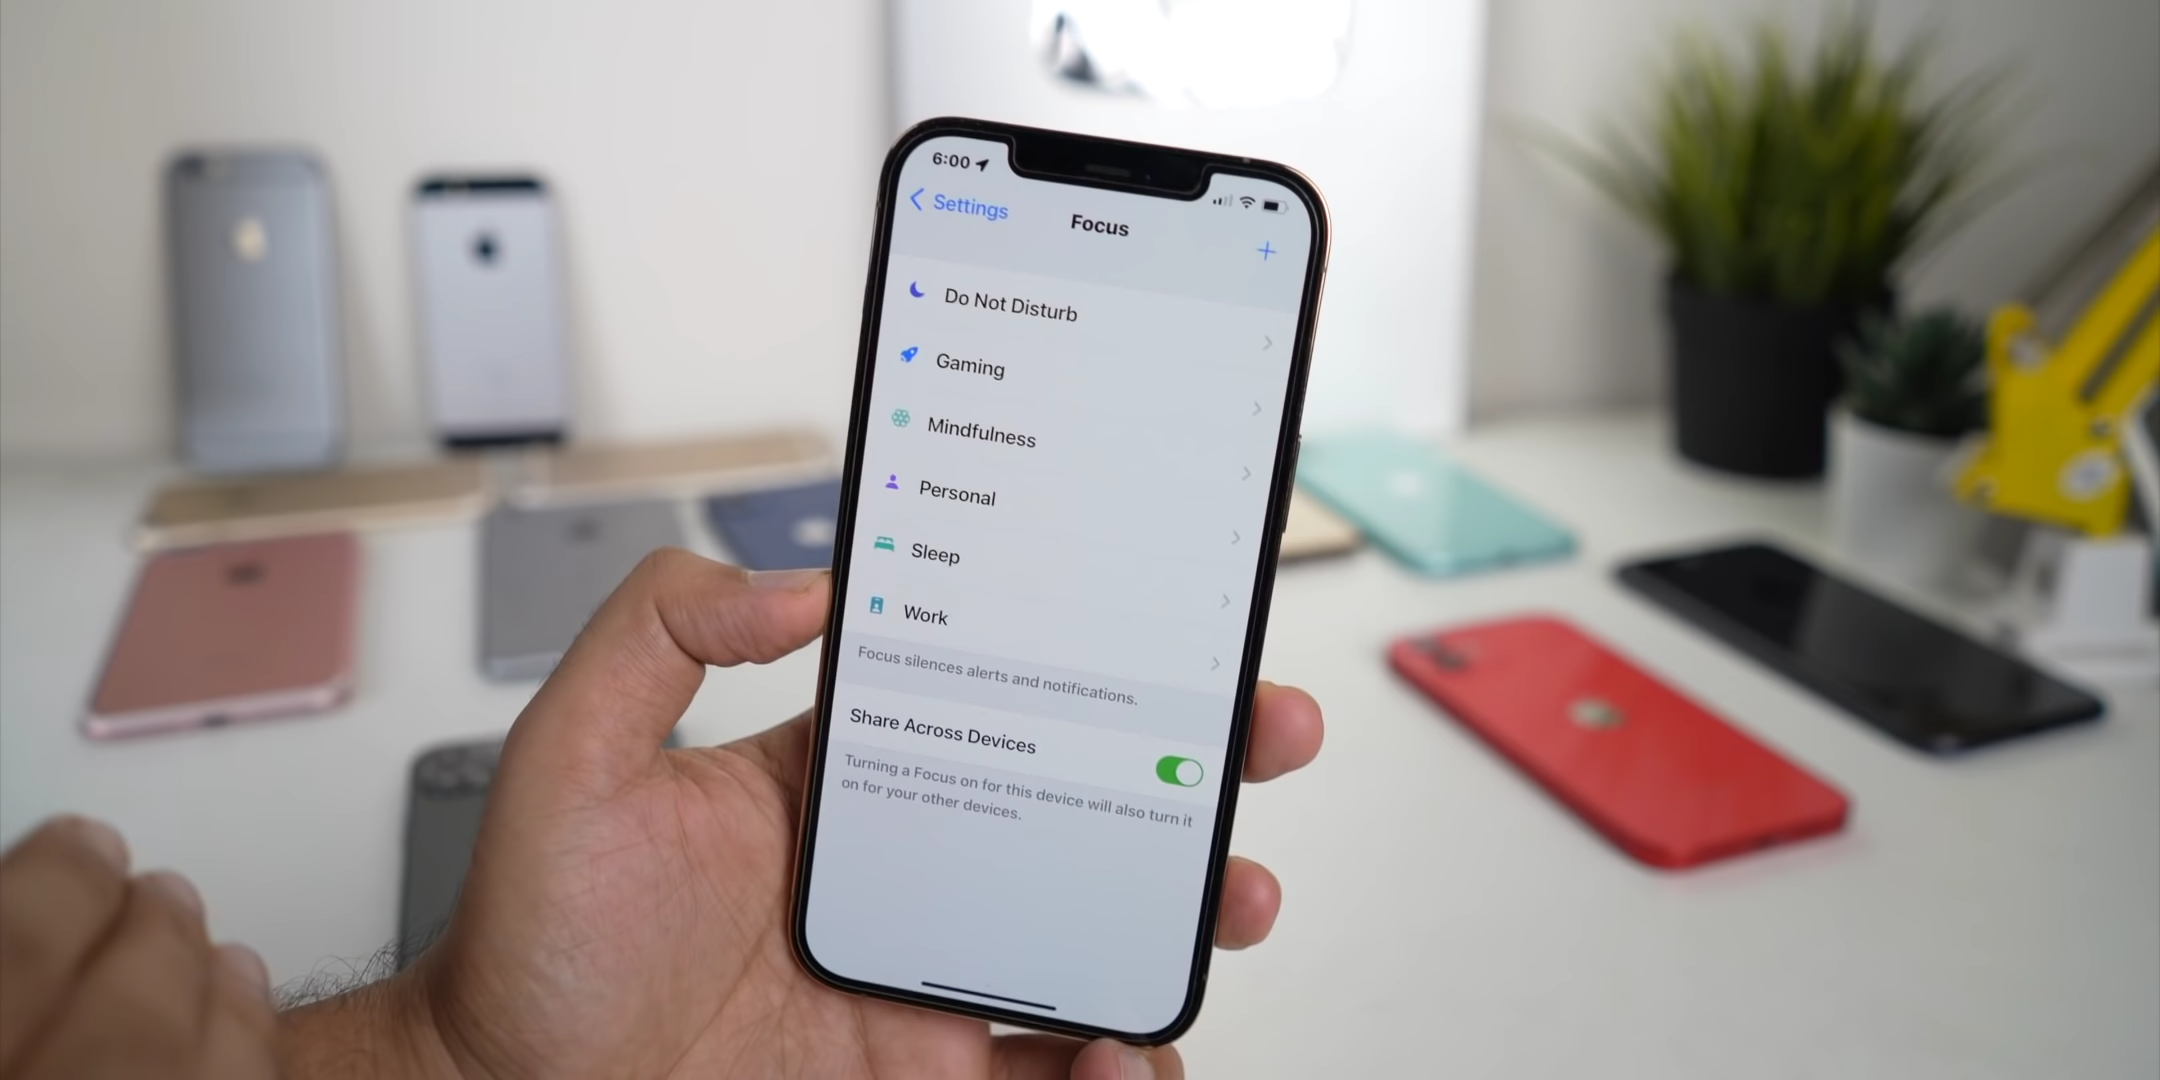 6:00
Settings
Focus
Do Not Disturb
Gaming
Mindfulness
Personal
Sleep
Work
Focus silences alerts and notifications.
Share Across Devices
Turning a Focus on for this device will also turn it
on for your other devices.